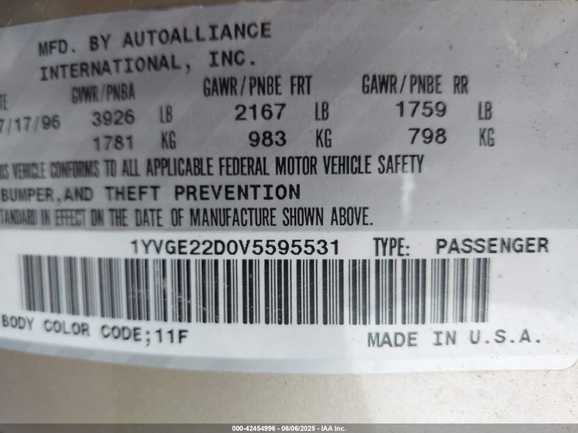 MFD. BY AUTOALLIANCE
INTERNATIONAL, INC.
GVWR/PNBA GAWR/PNBE FRT GAWR/PNBE RR
7/17/96 3926 LB 2167 LB 1759 LB
1781 KG 983 KG 798 KG
VEHICLE CONFORMS TO ALL APPLICABLE FEDERAL MOTOR VEHICLE SAFETY
BUMPER, AND THEFT PREVENTION
STANDARD IN EFFECT ON THE DATE OF MANUFACTURE SHOWN ABOVE.
1YVGE22D0V5595531 TYPE: PASSENGER
BODY COLOR CODE;11F MADE IN U.S.A.
000-42454996 - 06/06/2025 - IAA Inc.